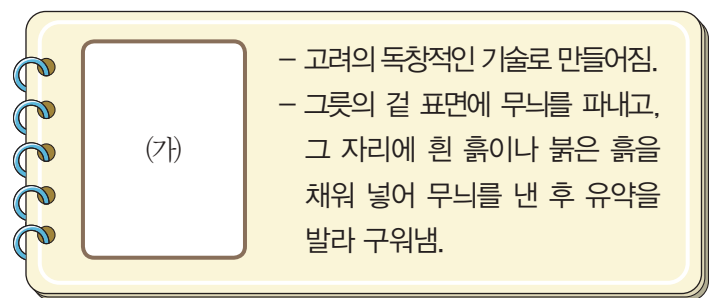 (가)
– 고려의 독창적인 기술로 만들어짐.
– 그릇의 겉 표면에 무늬를 파내고,
그 자리에 흰 흙이나 붉은 흙을
채워 넣어 무늬를 낸 후 유약을
발라 구워냄.